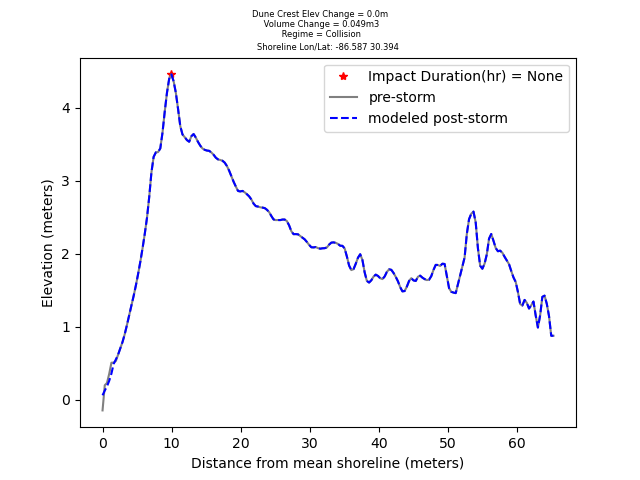 Dune Crest Elev Change = 0.0m
Volume Change = 0.049m3
Regime = Collision
Shoreline Lon/Lat: -86.587 30.394
Impact Duration(hr) = None
pre-storm
modeled post-storm
Elevation (meters)
4
3
2
1
0
0 10 20 30 40 50 60
Distance from mean shoreline (meters)